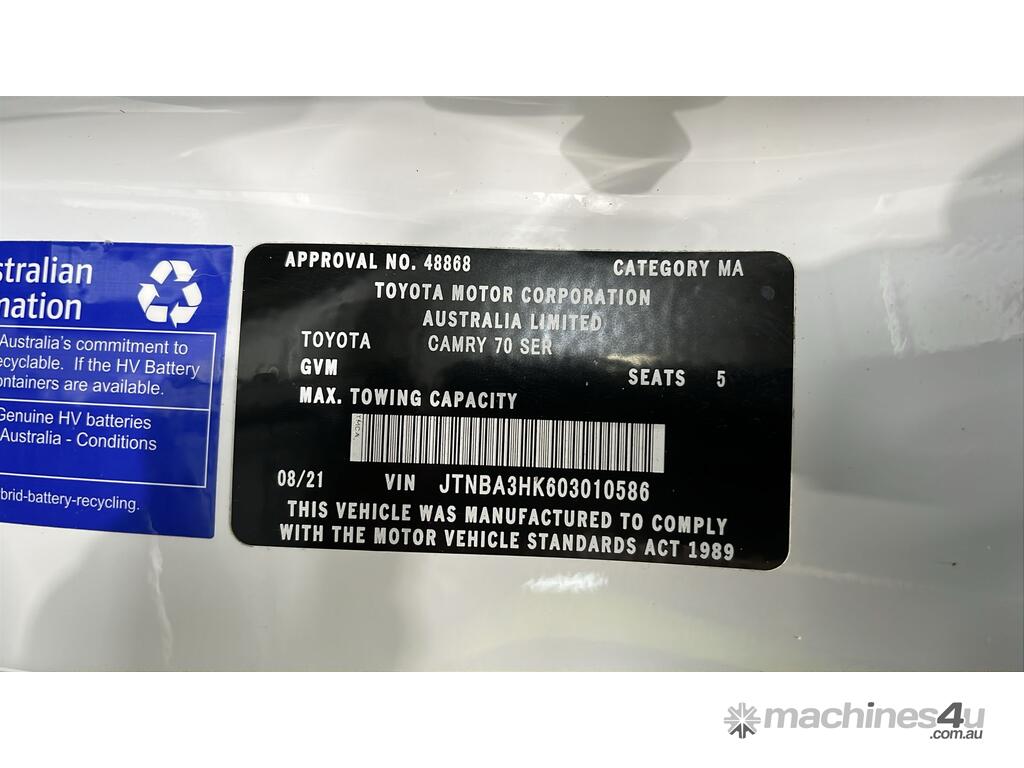 stralian
mation
Australia's commitment to
ecyclable. If the HV Battery
ontainers are available.
Genuine HV batteries
Australia - Conditions
brid-battery-recycling.
APPROVAL NO. 48868 CATEGORY MA
TOYOTA MOTOR CORPORATION
AUSTRALIA LIMITED
TOYOTA CAMRY 70 SER
GVM SEATS 5
MAX. TOWING CAPACITY
08/21 VIN JTNBA3HK603010586
THIS VEHICLE WAS MANUFACTURED TO COMPLY
WITH THE MOTOR VEHICLE STANDARDS ACT 1989
machines4u
.com.au